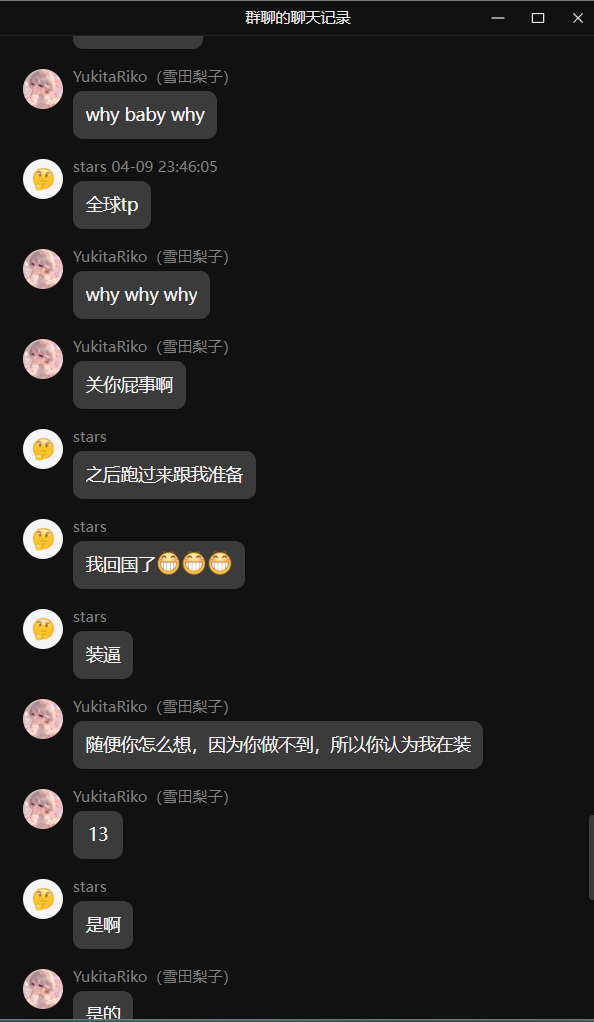 群聊的聊天记录
YukitaRiko（雪田梨子）
why baby why
stars 04-09 23:46:05
全球tp
YukitaRiko（雪田梨子）
why why why
YukitaRiko（雪田梨子）
关你屁事啊
stars
之后跑过来跟我准备
stars
我回国了😁😁😁
stars
装逼
YukitaRiko（雪田梨子）
随便你怎么想，因为你做不到，所以你认为我在装
YukitaRiko（雪田梨子）
13
stars
是啊
YukitaRiko（雪田梨子）
是的